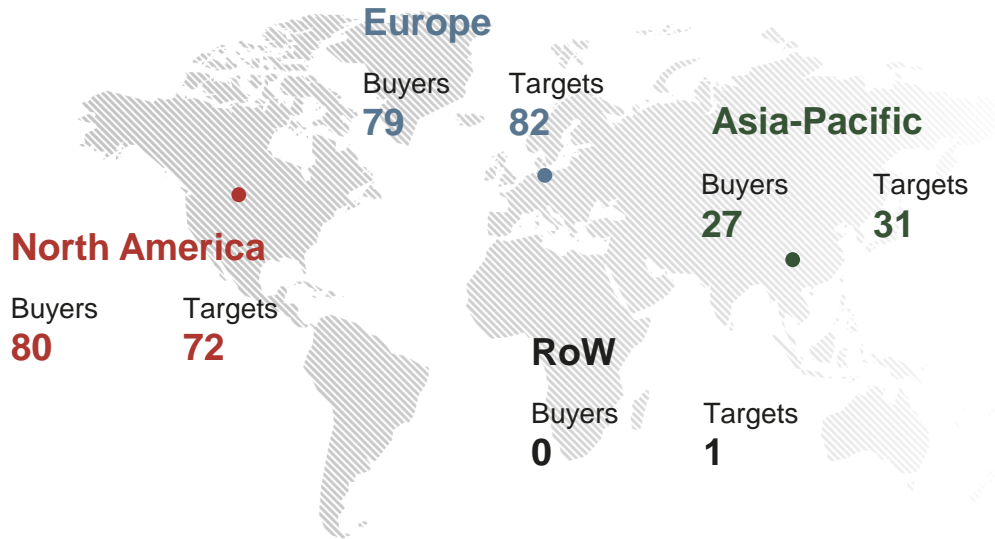 Europe
Buyers Targets
79 82
Asia-Pacific
Buyers Targets
27 31
North America
Buyers Targets
80 72
RoW
Buyers Targets
0 1